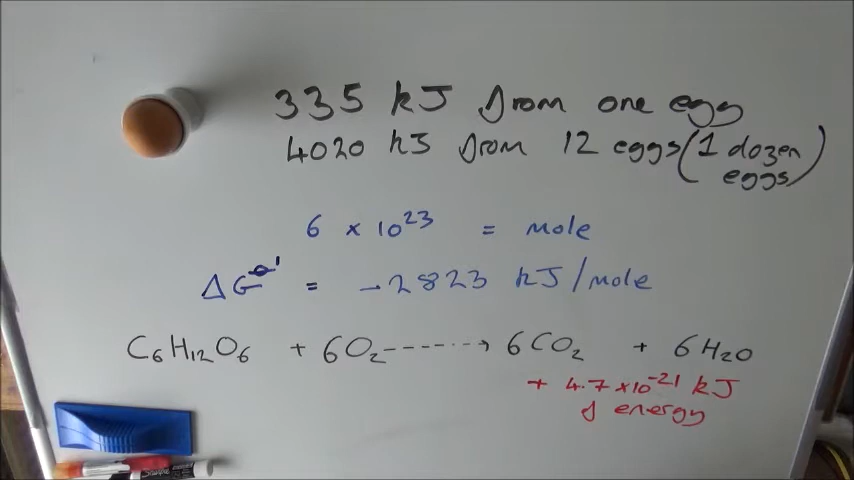 335 kJ from one egg
4020 kJ from 12 eggs (1 dozen
eggs)
6 × 10²³ = mole
ΔG°' = -2823 kJ/mole
C₆H₁₂O₆ + 6O₂ -----→ 6CO₂ + 6H₂O
+ 4.7 × 10⁻²¹ kJ
of energy